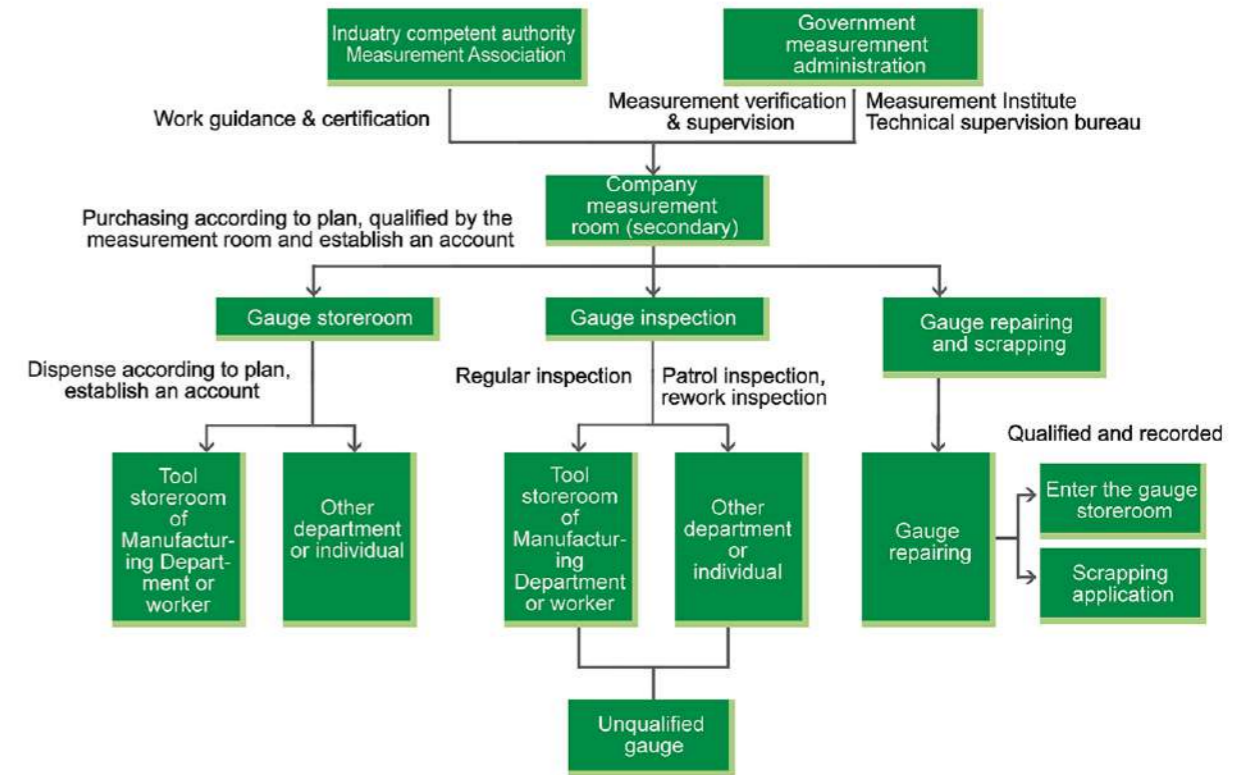 Induatry competent authority
Measurement Association
Government
measuremnent
administration
Work guidance & certification
Measurement verification
& supervision
Measurement Institute
Technical supervision bureau
Company
measurement
room (secondary)
Purchasing according to plan, qualified by the
measurement room and establish an account
Gauge storeroom
Gauge inspection
Gauge repairing
and scrapping
Dispense according to plan,
establish an account
Regular inspection
Patrol inspection,
rework inspection
Qualified and recorded
Tool
storeroom
of
Manufactur-
ing Depart-
ment or
worker
Other
department
or individual
Tool
storeroom
of
Manufactur-
ing
Department
or worker
Other
department
or
individual
Gauge
repairing
Enter the gauge
storeroom
Scrapping
application
Unqualified
gauge